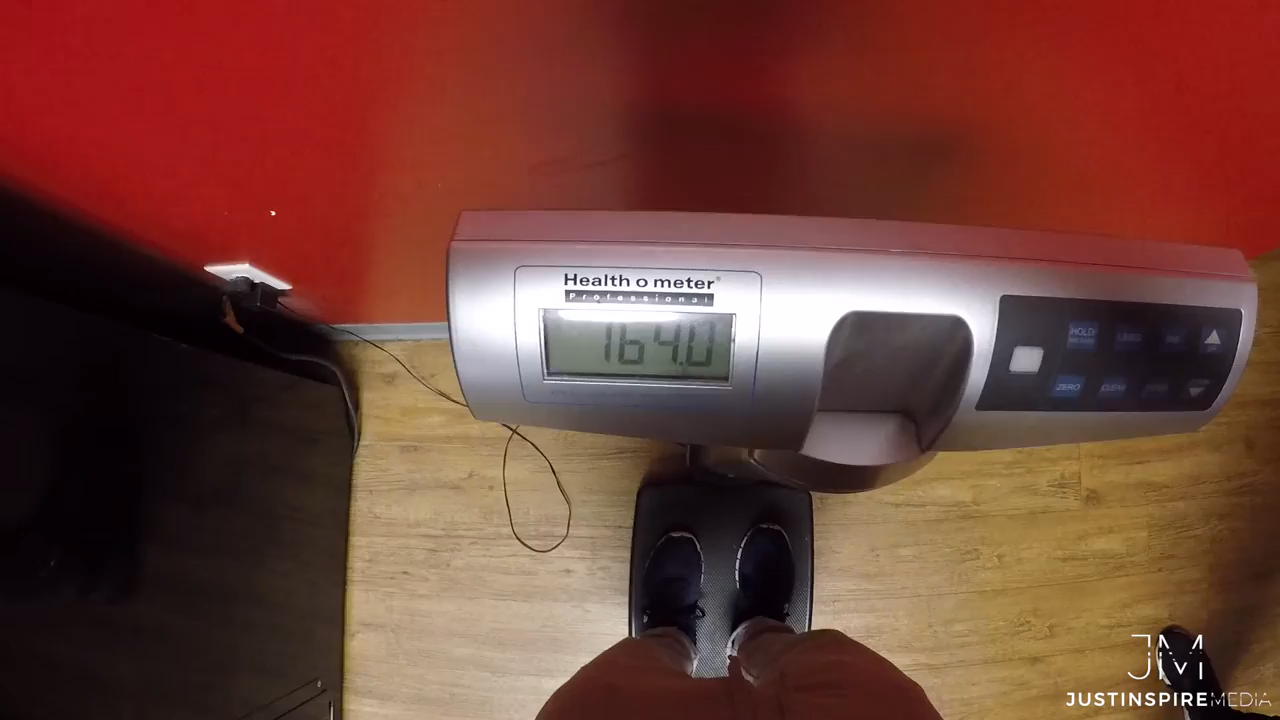 Health o meter®
Professional
164.0
HOLD
ZERO
CLEAR
JM
JUSTINSPIREMEDIA